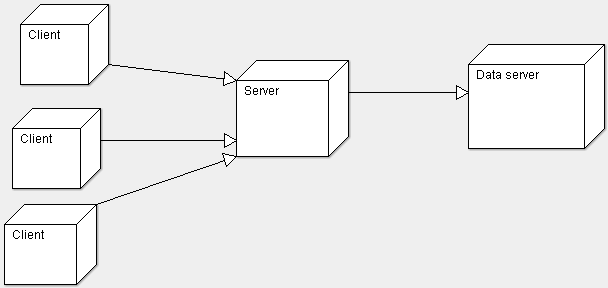 Client
Server
Data server
Client
Client